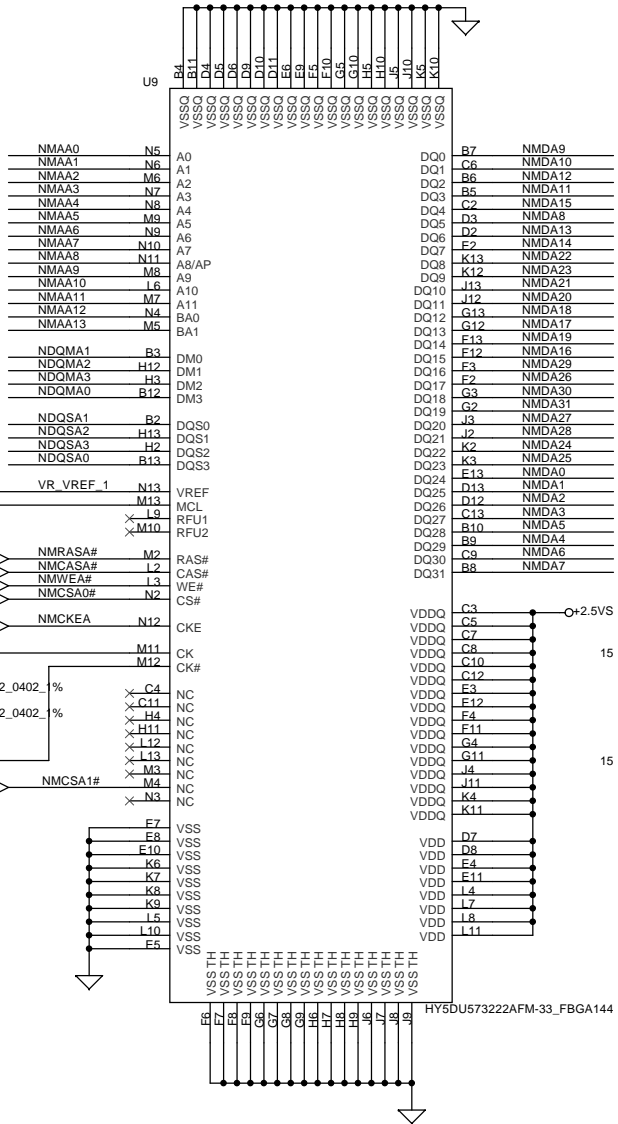 B4 B11 D4 D5 D6 D9 D10 D11 E6 E9 F5 F10 G5 G10 H5 H10 J5 J10 K5 K10
U9
VSSQ VSSQ VSSQ VSSQ VSSQ VSSQ VSSQ VSSQ VSSQ VSSQ VSSQ VSSQ VSSQ VSSQ VSSQ VSSQ VSSQ VSSQ VSSQ VSSQ
NMAA0 N5 A0
NMAA1 N6 A1
NMAA2 M6 A2
NMAA3 N7 A3
NMAA4 N8 A4
NMAA5 M9 A5
NMAA6 N9 A6
NMAA7 N10 A7
NMAA8 N11 A8/AP
NMAA9 M8 A9
NMAA10 L6 A10
NMAA11 M7 A11
NMAA12 N4 BA0
NMAA13 M5 BA1
NDQMA1 B3 DM0
NDQMA2 H12 DM1
NDQMA3 H3 DM2
NDQMA0 B12 DM3
NDQSA1 B2 DQS0
NDQSA2 H13 DQS1
NDQSA3 H2 DQS2
NDQSA0 B13 DQS3
VR_VREF_1 N13 VREF
M13 MCL
L9 RFU1
M10 RFU2
NMRASA# M2 RAS#
NMCASA# L2 CAS#
NMWEA# L3 WE#
NMCSA0# N2 CS#
NMCKEA N12 CKE
M11 CK
M12 CK#
2_0402_1%
2_0402_1%
C4 NC
C11 NC
H4 NC
H11 NC
L12 NC
L13 NC
M3 NC
NMCSA1# M4 NC
N3 NC
E7 VSS
E8 VSS
E10 VSS
K6 VSS
K7 VSS
K8 VSS
K9 VSS
L5 VSS
L10 VSS
E5 VSS
DQ0 B7 NMDA9
DQ1 C6 NMDA10
DQ2 B6 NMDA12
DQ3 B5 NMDA11
DQ4 C2 NMDA15
DQ5 D3 NMDA8
DQ6 D2 NMDA13
DQ7 E2 NMDA14
DQ8 K13 NMDA22
DQ9 K12 NMDA23
DQ10 J13 NMDA21
DQ11 J12 NMDA20
DQ12 G13 NMDA18
DQ13 G12 NMDA17
DQ14 F13 NMDA19
DQ15 F12 NMDA16
DQ16 F3 NMDA29
DQ17 F2 NMDA26
DQ18 G3 NMDA30
DQ19 G2 NMDA31
DQ20 J3 NMDA27
DQ21 J2 NMDA28
DQ22 K2 NMDA24
DQ23 K3 NMDA25
DQ24 E13 NMDA0
DQ25 D13 NMDA1
DQ26 D12 NMDA2
DQ27 C13 NMDA3
DQ28 B10 NMDA5
DQ29 B9 NMDA4
DQ30 C9 NMDA6
DQ31 B8 NMDA7
VDDQ C3 +2.5VS
VDDQ C5
VDDQ C7
VDDQ C8 15
VDDQ C10
VDDQ C12
VDDQ E3
VDDQ E12
VDDQ F4
VDDQ F11
VDDQ G4
VDDQ G11 15
VDDQ J4
VDDQ J11
VDDQ K4
VDDQ K11
VDD D7
VDD D8
VDD E4
VDD E11
VDD L4
VDD L7
VDD L8
VDD L11
VSS TH VSS TH VSS TH VSS TH VSS TH VSS TH VSS TH VSS TH VSS TH VSS TH VSS TH VSS TH VSS TH VSS TH VSS TH VSS TH
HY5DU573222AFM-33_FBGA144
F6 F7 F8 F9 G6 G7 G8 G9 H6 H7 H8 H9 J6 J7 J8 J9